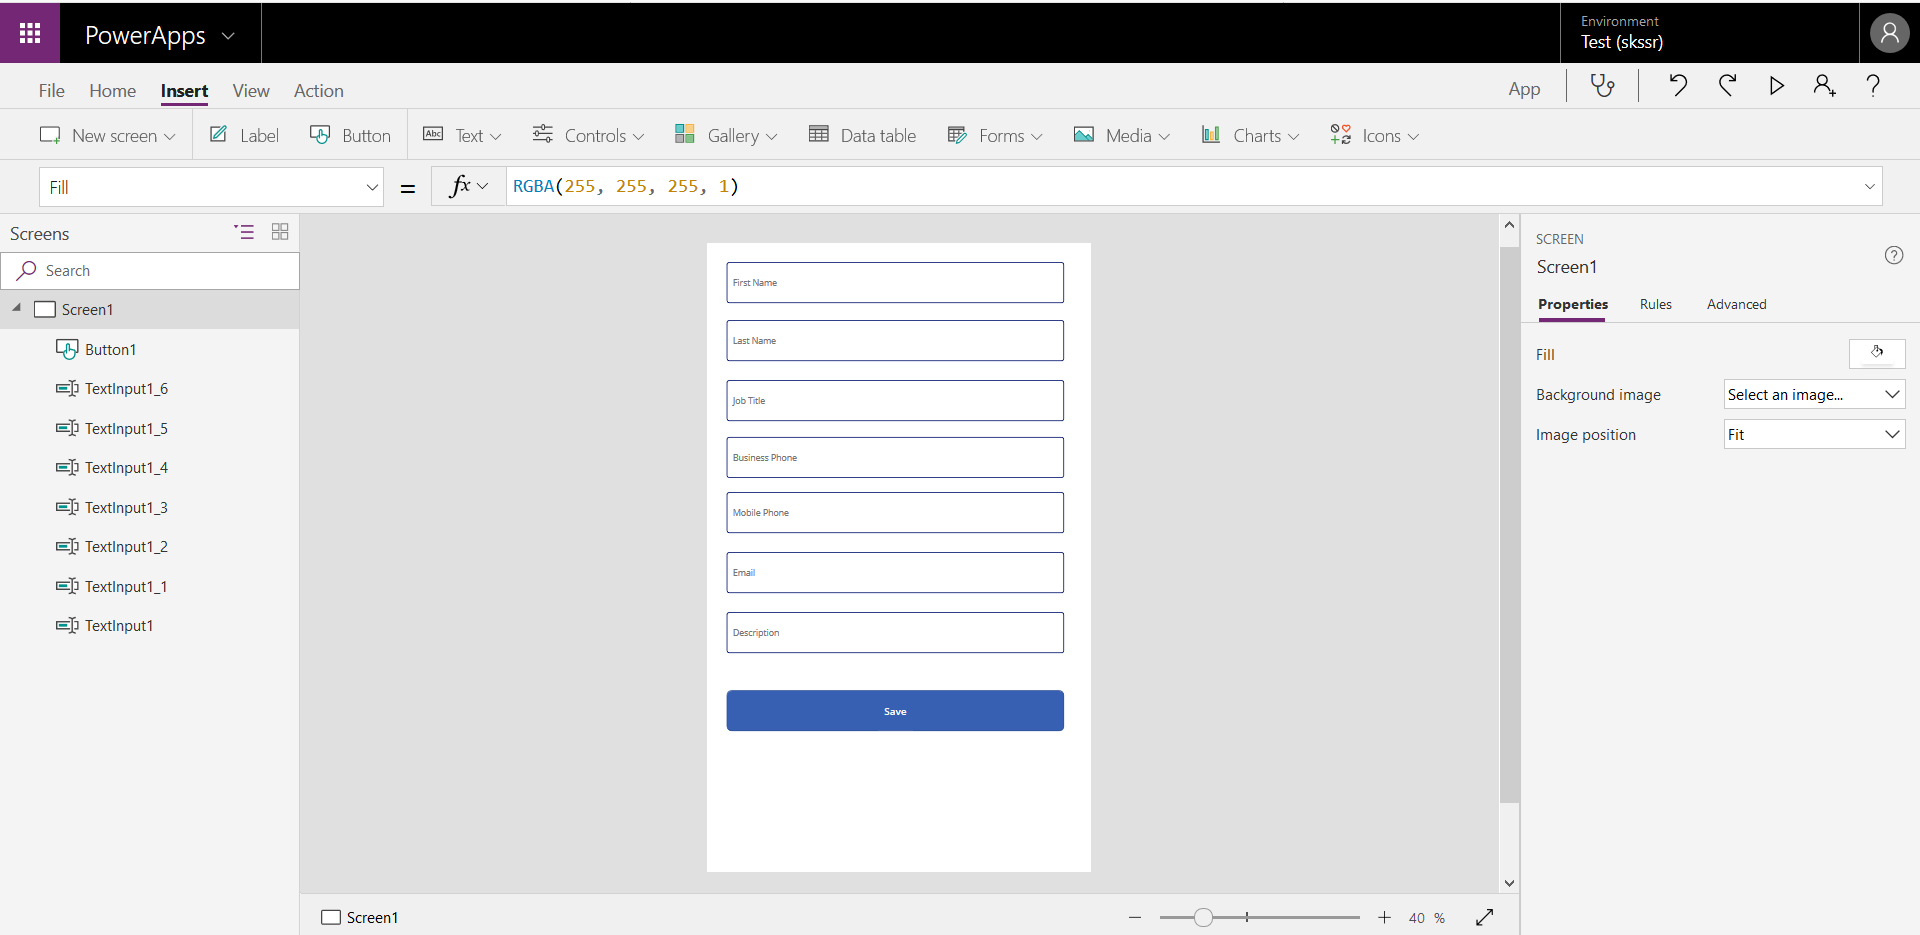 PowerApps
Environment
Test (skssr)
File Home Insert View Action
App
New screen Label Button Abc Text Controls Gallery Data table Forms Media Charts Icons
Fill = fx RGBA(255, 255, 255, 1)
Screens
Search
Screen1
Button1
TextInput1_6
TextInput1_5
TextInput1_4
TextInput1_3
TextInput1_2
TextInput1_1
TextInput1
First Name
Last Name
Job Title
Business Phone
Mobile Phone
Email
Description
Save
Screen1
40 %
SCREEN
Screen1
Properties Rules Advanced
Fill
Background image Select an image...
Image position Fit